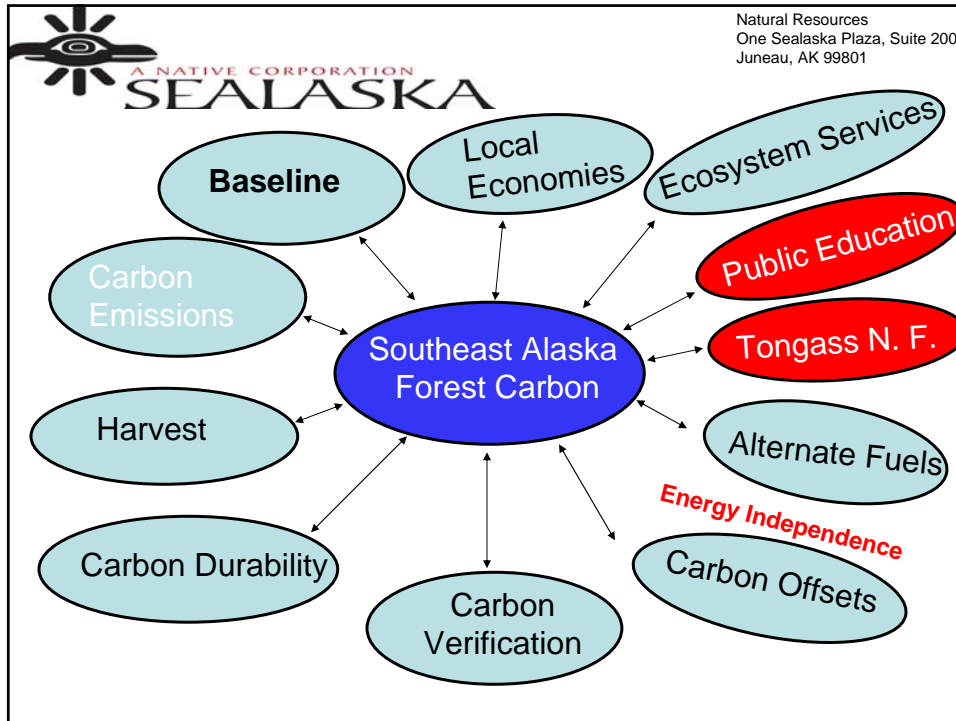 Natural Resources
One Sealaska Plaza, Suite 200
Juneau, AK 99801
A NATIVE CORPORATION
SEALASKA
Baseline
Local
Economies
Ecosystem Services
Public Education
Carbon
Emissions
Southeast Alaska
Forest Carbon
Tongass N. F.
Harvest
Alternate Fuels
Energy Independence
Carbon Durability
Carbon
Verification
Carbon Offsets